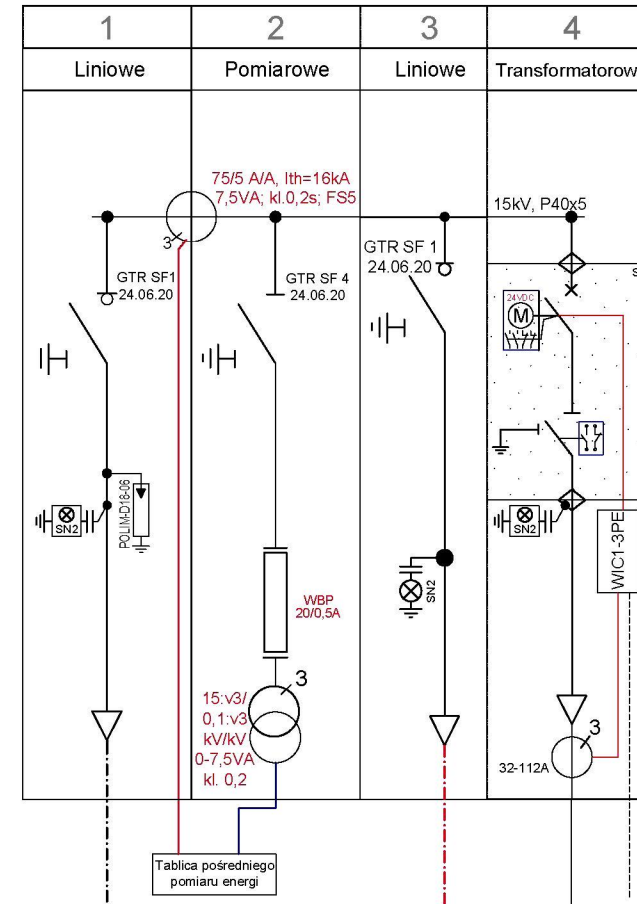 1
2
3
4
Liniowe
Pomiarowe
Liniowe
Transformatorow
75/5 A/A, Ith=16kA
7,5VA; kl.0,2s; FS5
15kV, P40x5
3
GTR SF1
24.06.20
GTR SF 4
24.06.20
GTR SF 1
24.06.20
s
24VDC
M
POLIM-D18-06
SN2
SN2
SN2
WIC1-3PE
WBP
20/0,5A
3
15:v3/
0,1:v3
kV/kV
0-7,5VA
kl. 0,2
3
32-112A
Tablica pośredniego
pomiaru energi